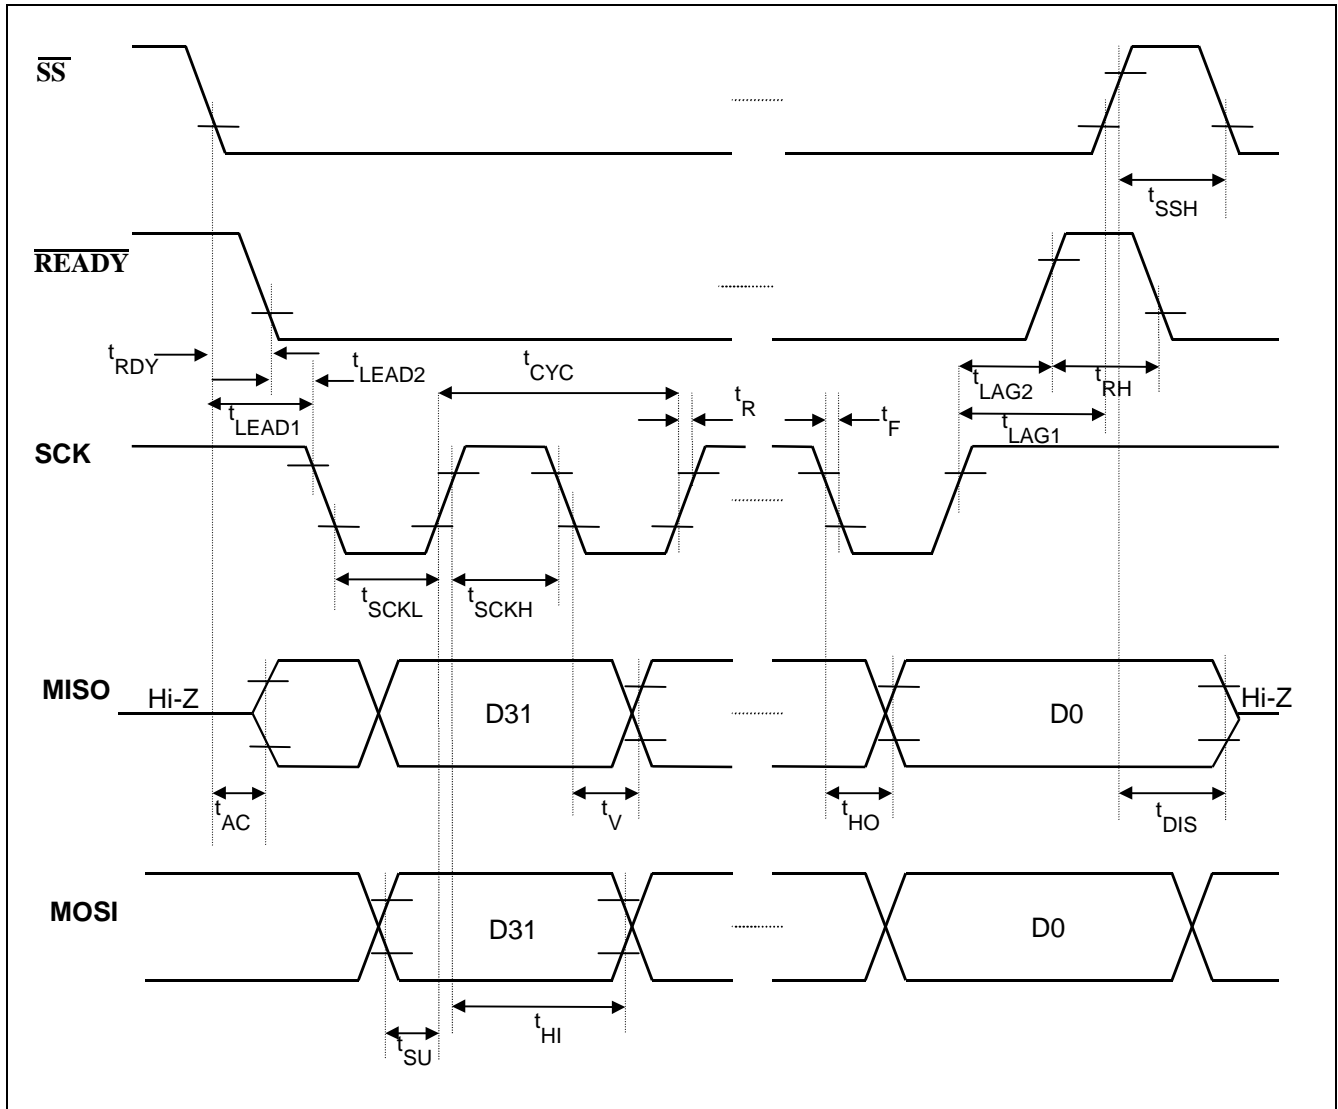 SS
tSSH
READY
tRDY
tLEAD2
tCYC
tLAG2
tRH
tLEAD1
tR
tF
tLAG1
SCK
tSCKL
tSCKH
MISO
Hi-Z
D31
D0
Hi-Z
tAC
tV
tHO
tDIS
MOSI
D31
D0
tHI
tSU